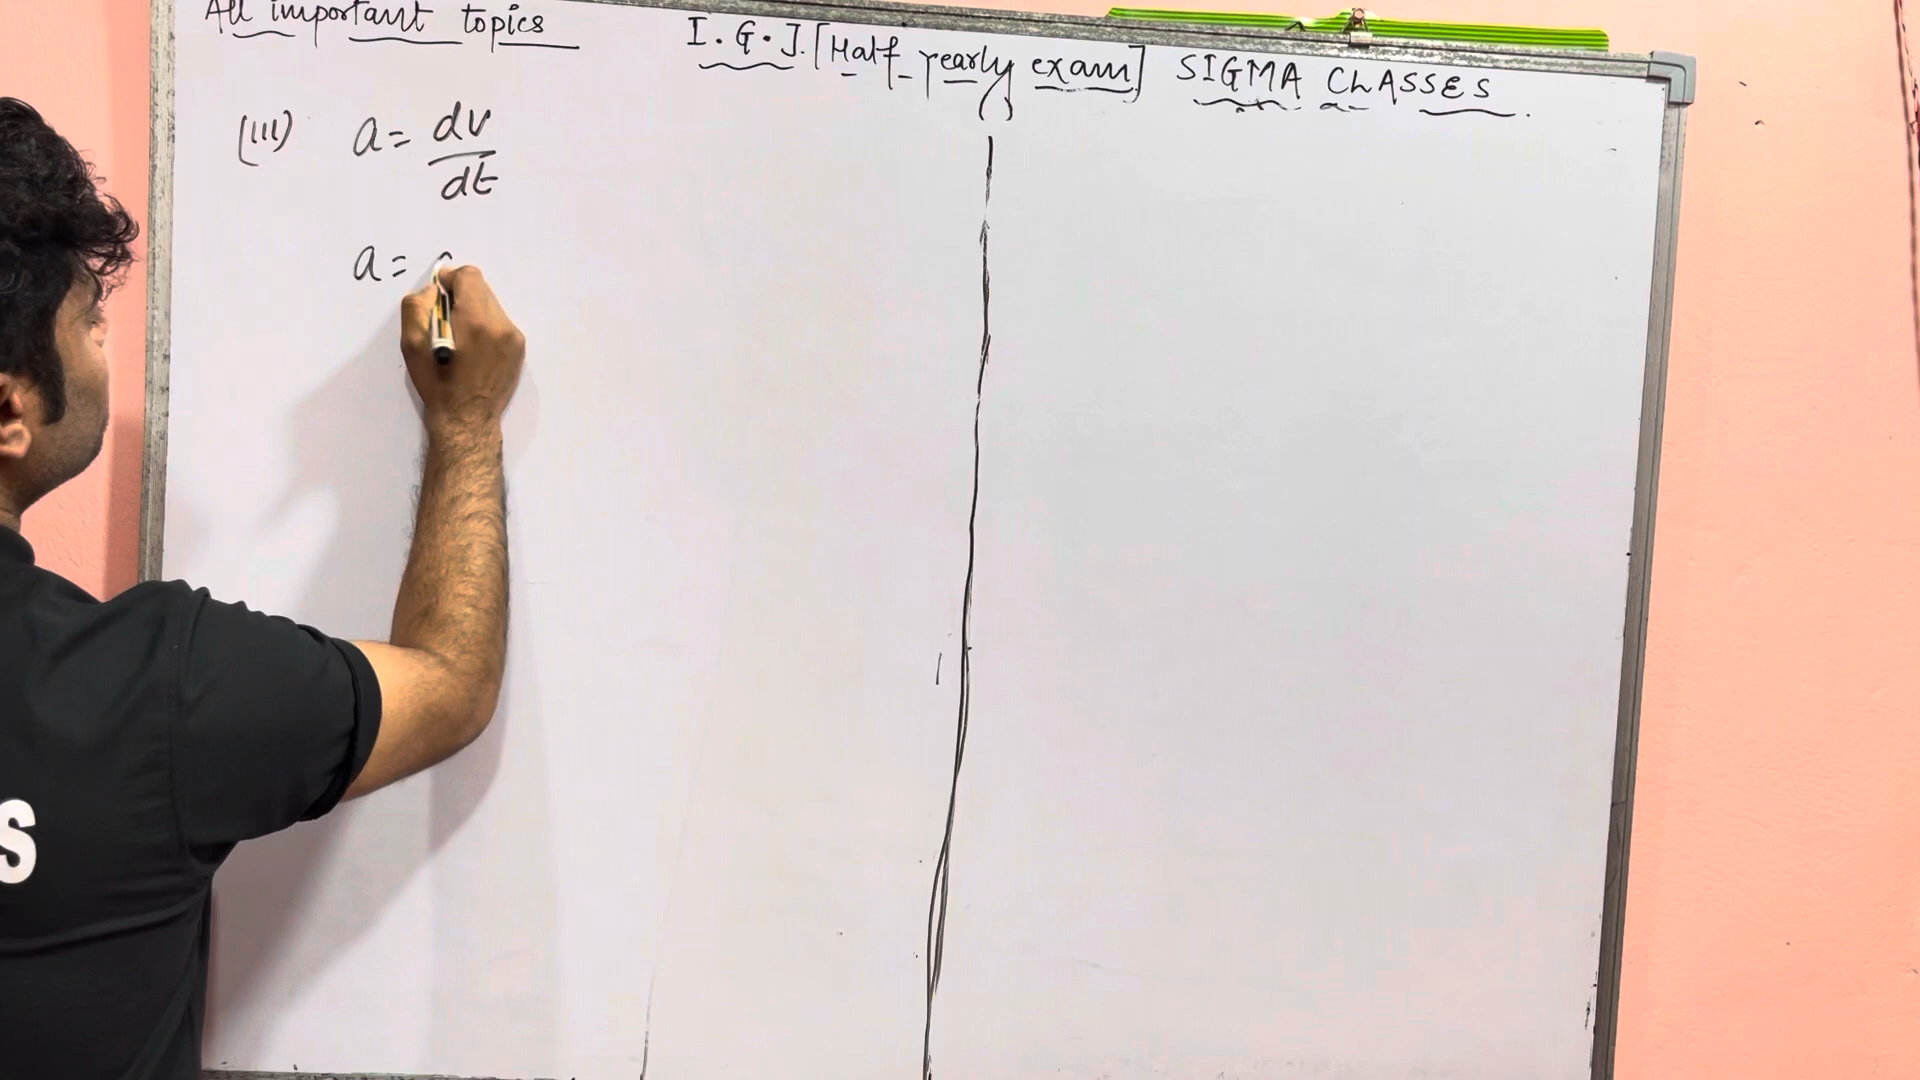 All important topics
I.G.J. [Half yearly exam] SIGMA CLASSES.
(III) a = dv
dt
a =
S